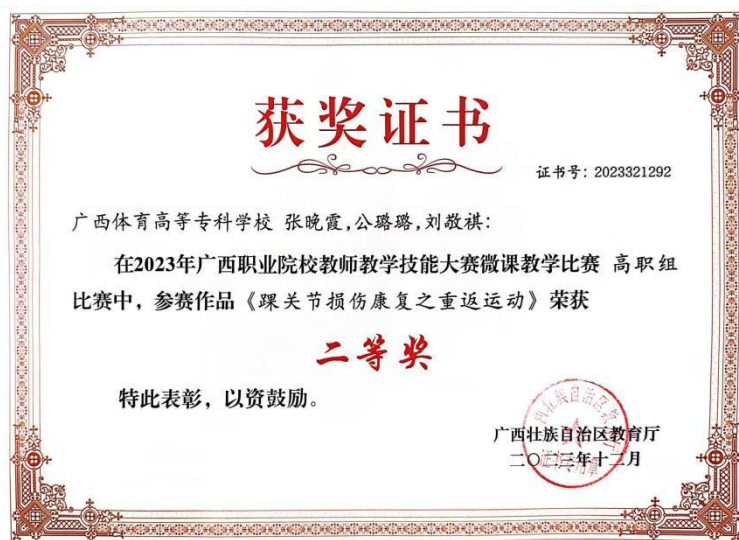 获奖证书
证书号：2023321292
广西体育高等专科学校 张晚霞,公璐璐,刘敬祺：
在2023年广西职业院校教师教学技能大赛微课教学比赛 高职组
比赛中，参赛作品《踝关节损伤康复之重返运动》荣获
二等奖
特此表彰，以资鼓励。
广西壮族自治区教育厅
二〇二三年十二月